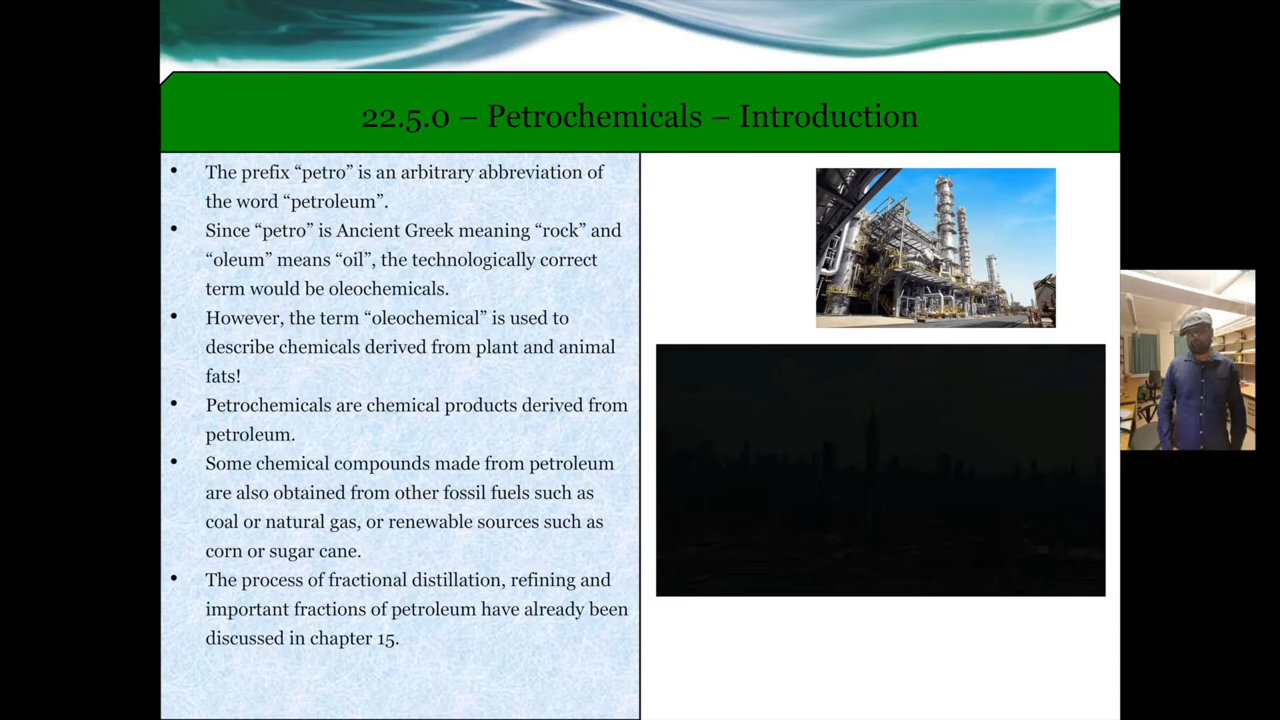 22.5.0 – Petrochemicals – Introduction
• The prefix “petro” is an arbitrary abbreviation of
the word “petroleum”.
• Since “petro” is Ancient Greek meaning “rock” and
“oleum” means “oil”, the technologically correct
term would be oleochemicals.
• However, the term “oleochemical” is used to
describe chemicals derived from plant and animal
fats!
• Petrochemicals are chemical products derived from
petroleum.
• Some chemical compounds made from petroleum
are also obtained from other fossil fuels such as
coal or natural gas, or renewable sources such as
corn or sugar cane.
• The process of fractional distillation, refining and
important fractions of petroleum have already been
discussed in chapter 15.